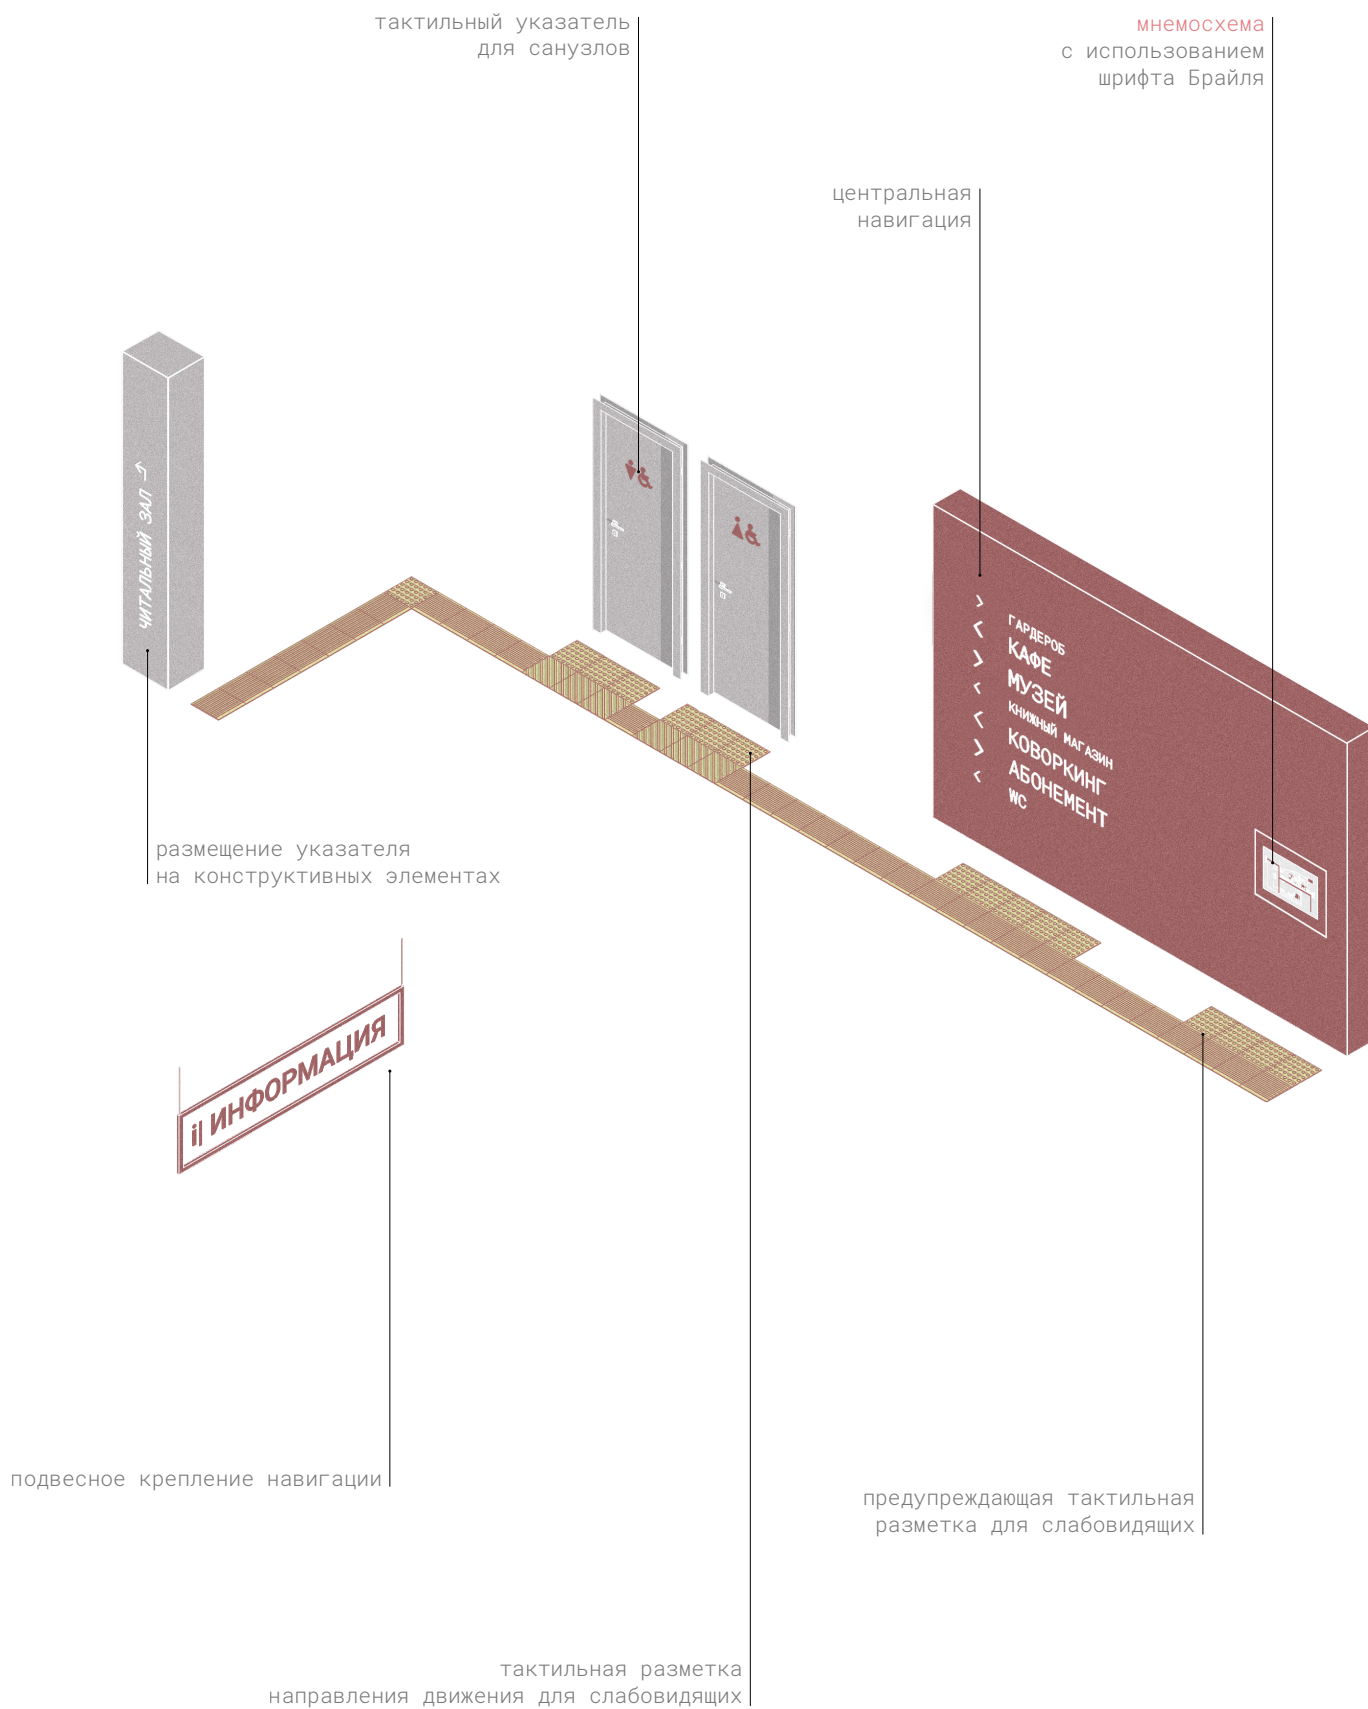 тактильный указатель
для санузлов
мнемосхема
с использованием
шрифта Брайля
центральная
навигация
ЧИТАЛЬНЫЙ ЗАЛ
ГАРДЕРОБ
КАФЕ
МУЗЕЙ
КНИЖНЫЙ МАГАЗИН
КОВОРКИНГ
АБОНЕМЕНТ
WC
размещение указателя
на конструктивных элементах
i| ИНФОРМАЦИЯ
подвесное крепление навигации
предупреждающая тактильная
разметка для слабовидящих
тактильная разметка
направления движения для слабовидящих